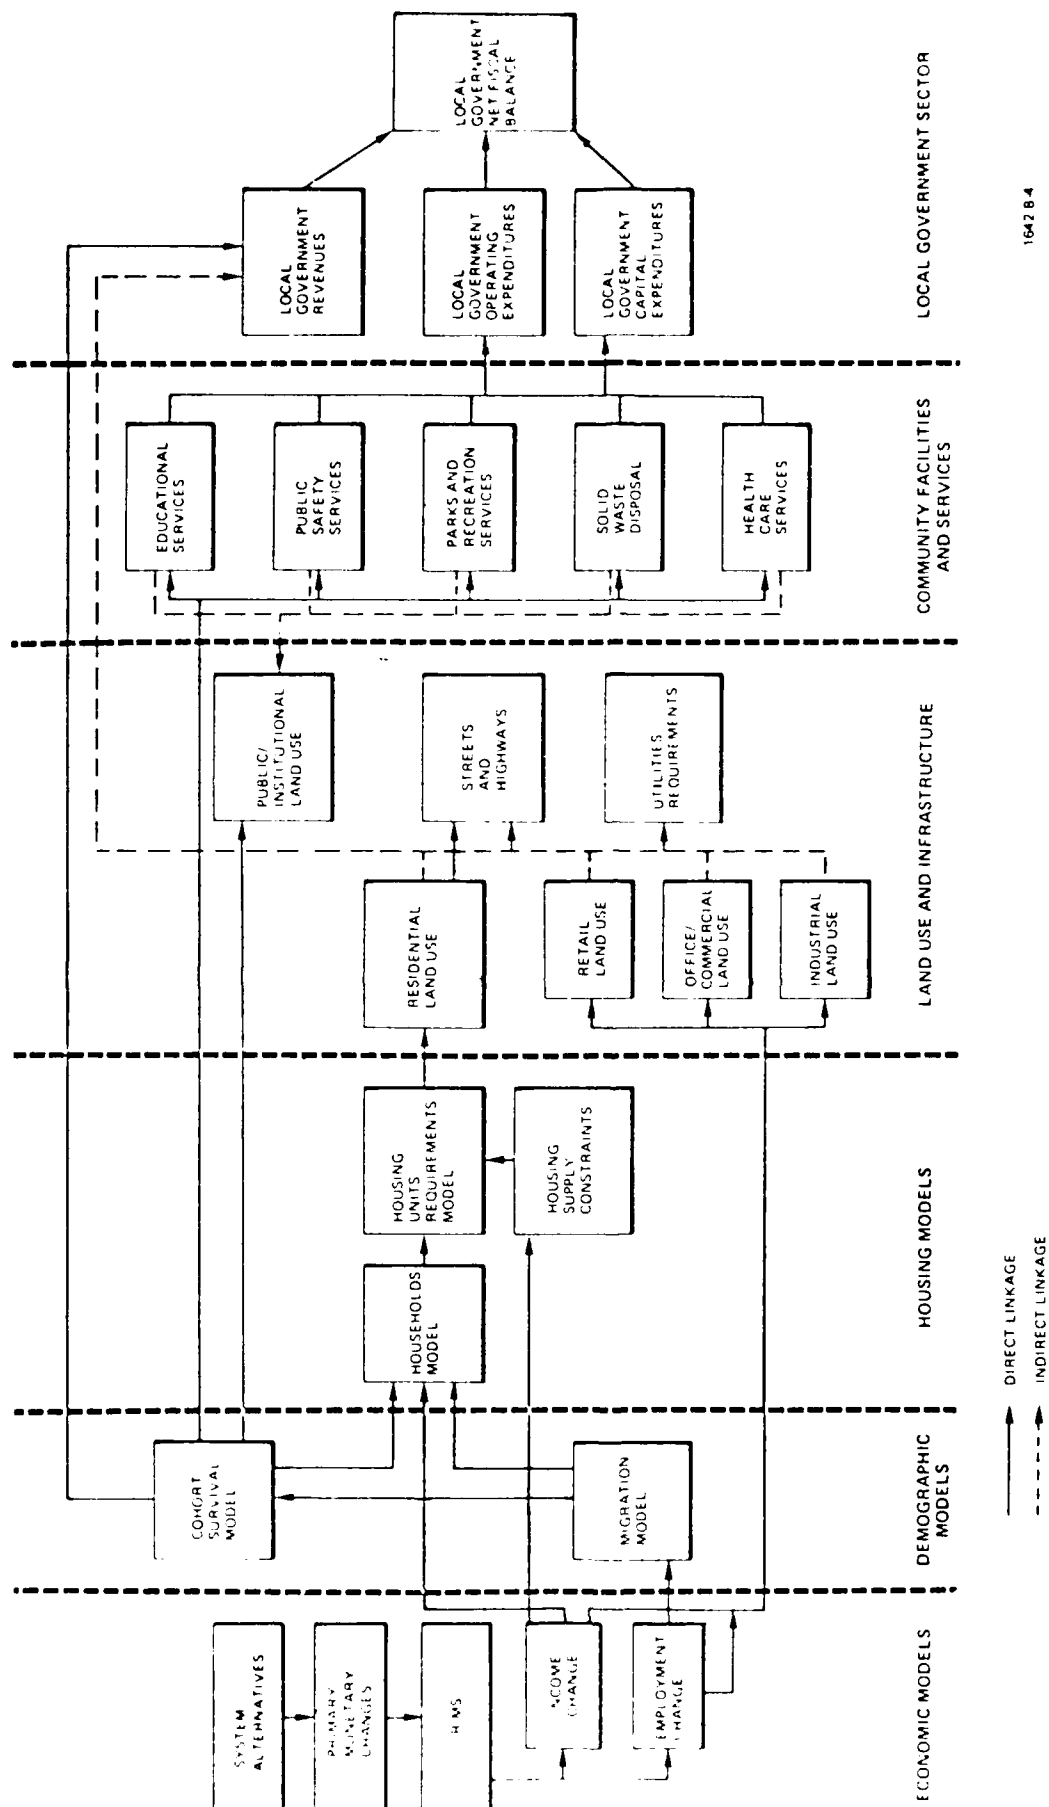 SYSTEM
ALTERNATIVES
PRIMARY
MONETARY
CHANGES
RIMS
INCOME
CHANGE
EMPLOYMENT
CHANGE
ECONOMIC MODELS
COHORT
SURVIVAL
MODEL
MIGRATION
MODEL
DEMOGRAPHIC
MODELS
HOUSEHOLDS
MODEL
HOUSING
UNITS
REQUIREMENTS
MODEL
HOUSING
SUPPLY
CONSTRAINTS
HOUSING MODELS
PUBLIC/
INSTITUTIONAL
LAND USE
RESIDENTIAL
LAND USE
STREETS
AND
HIGHWAYS
RETAIL
LAND USE
OFFICE/
COMMERCIAL
LAND USE
INDUSTRIAL
LAND USE
UTILITIES
REQUIREMENTS
LAND USE AND INFRASTRUCTURE
EDUCATIONAL
SERVICES
PUBLIC
SAFETY
SERVICES
PARKS AND
RECREATION
SERVICES
SOLID
WASTE
DISPOSAL
HEALTH
CARE
SERVICES
COMMUNITY FACILITIES
AND SERVICES
LOCAL
GOVERNMENT
REVENUES
LOCAL
GOVERNMENT
OPERATING
EXPENDITURES
LOCAL
GOVERNMENT
CAPITAL
EXPENDITURES
LOCAL
GOVERNMENT
NET FISCAL
BALANCE
LOCAL GOVERNMENT SECTOR
DIRECT LINKAGE
INDIRECT LINKAGE
1642 B-4